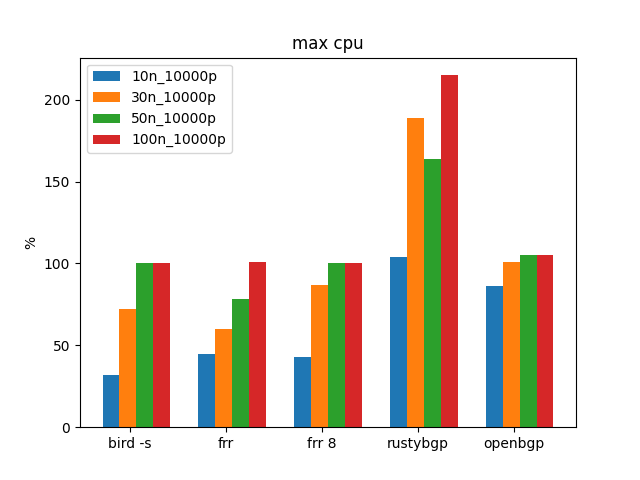 max cpu
10n_10000p
30n_10000p
50n_10000p
100n_10000p
%
200
150
100
50
0
bird -s frr frr 8 rustybgp openbgp